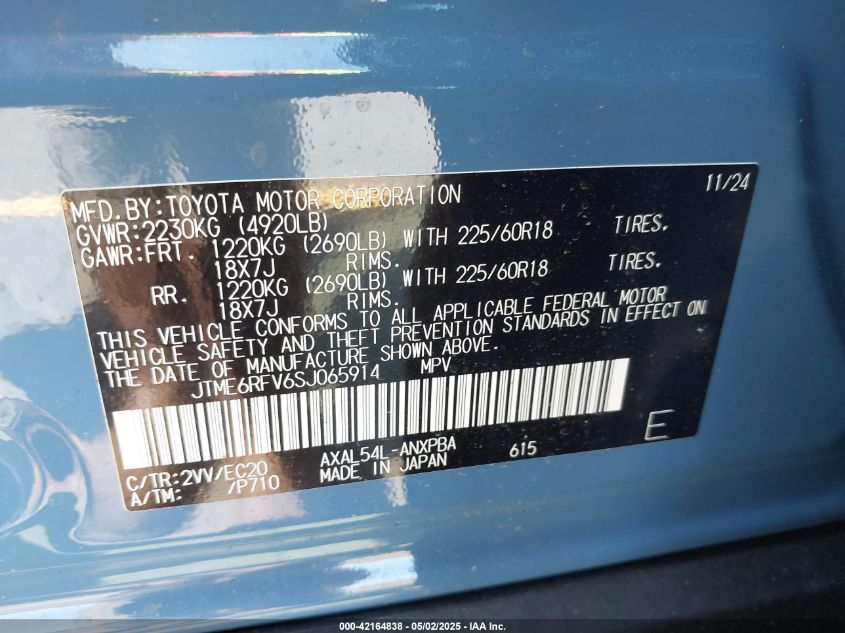 11/24
MFD.BY:TOYOTA MOTOR CORPORATION
GVWR:2230KG (4920LB)
GAWR:FRT. 1220KG (2690LB) WITH 225/60R18 TIRES.
18X7J RIMS.
RR. 1220KG (2690LB) WITH 225/60R18 TIRES.
18X7J RIMS.
THIS VEHICLE CONFORMS TO ALL APPLICABLE FEDERAL MOTOR
VEHICLE SAFETY AND THEFT PREVENTION STANDARDS IN EFFECT ON
THE DATE OF MANUFACTURE SHOWN ABOVE.
JTME6RFV6SJ065914 MPV
E
C/TR:2VV/EC20 AXAL54L-ANXPBA 615
A/TM: /P710 MADE IN JAPAN
000-42164838 - 05/02/2025 - IAA Inc.